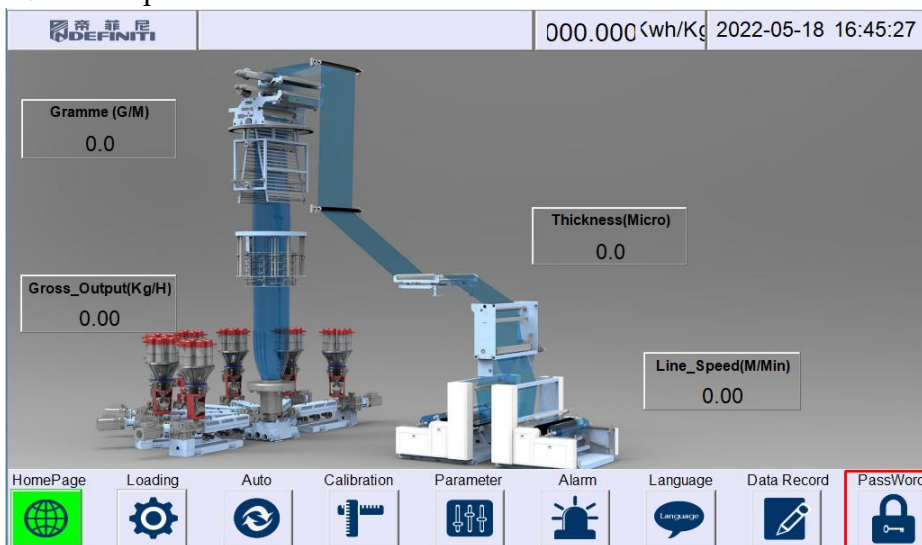 帝菲尼
DEFINITI
000.000 Kwh/Kg
2022-05-18 16:45:27
Gramme (G/M)
0.0
Thickness(Micro)
0.0
Gross_Output(Kg/H)
0.00
Line_Speed(M/Min)
0.00
HomePage Loading Auto Calibration Parameter Alarm Language Data Record PassWord
Language